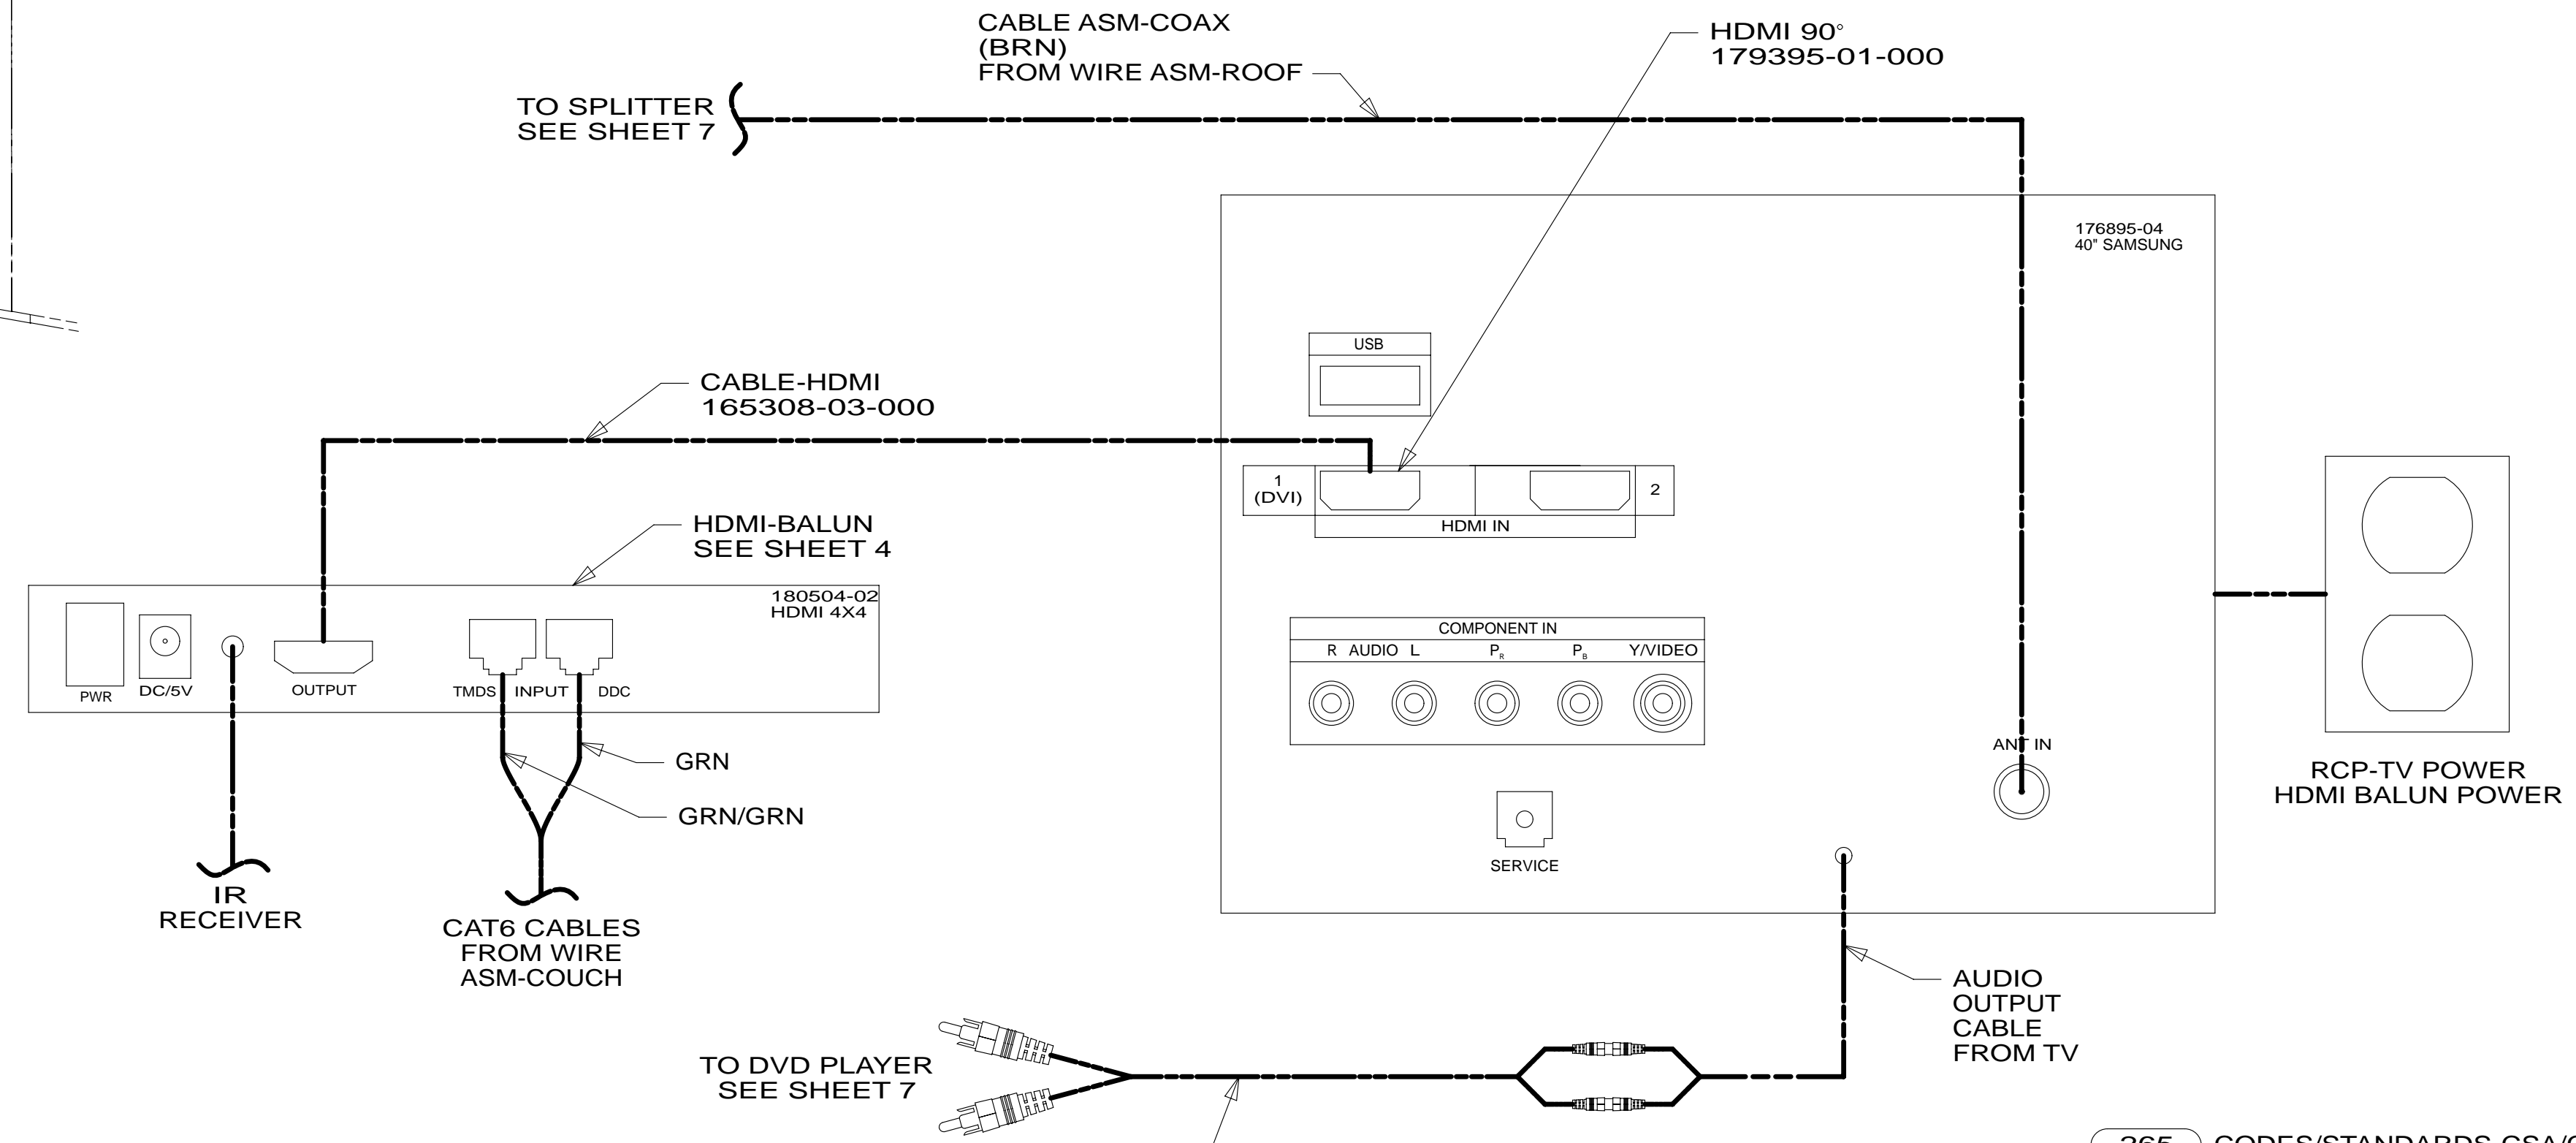 CABLE ASM-COAX
(BRN)
FROM WIRE ASM-ROOF
HDMI 90°
179395-01-000
TO SPLITTER
SEE SHEET 7
176895-04
40" SAMSUNG
USB
CABLE-HDMI
165308-03-000
1
(DVI)
2
HDMI IN
HDMI-BALUN
SEE SHEET 4
180504-02
HDMI 4X4
PWR
DC/5V
OUTPUT
TMDS
INPUT
DDC
COMPONENT IN
R AUDIO L PR PB Y/VIDEO
GRN
GRN/GRN
ANT IN
RCP-TV POWER
HDMI BALUN POWER
SERVICE
IR
RECEIVER
CAT6 CABLES
FROM WIRE
ASM-COUCH
AUDIO
OUTPUT
CABLE
FROM TV
TO DVD PLAYER
SEE SHEET 7